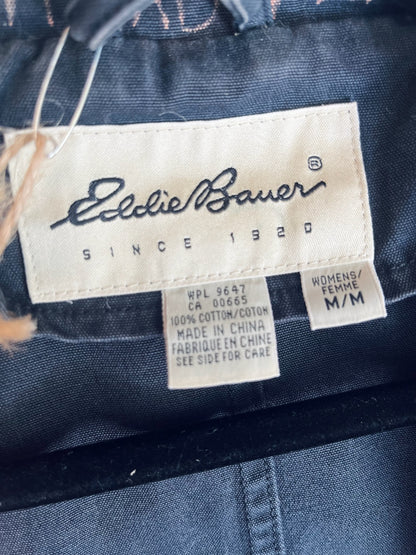 Eddie Bauer®
SINCE 1920
WPL 9647
CA 00665
100% COTTON/COTON
MADE IN CHINA
FABRIQUE EN CHINE
SEE SIDE FOR CARE
WOMENS/
FEMME
M/M